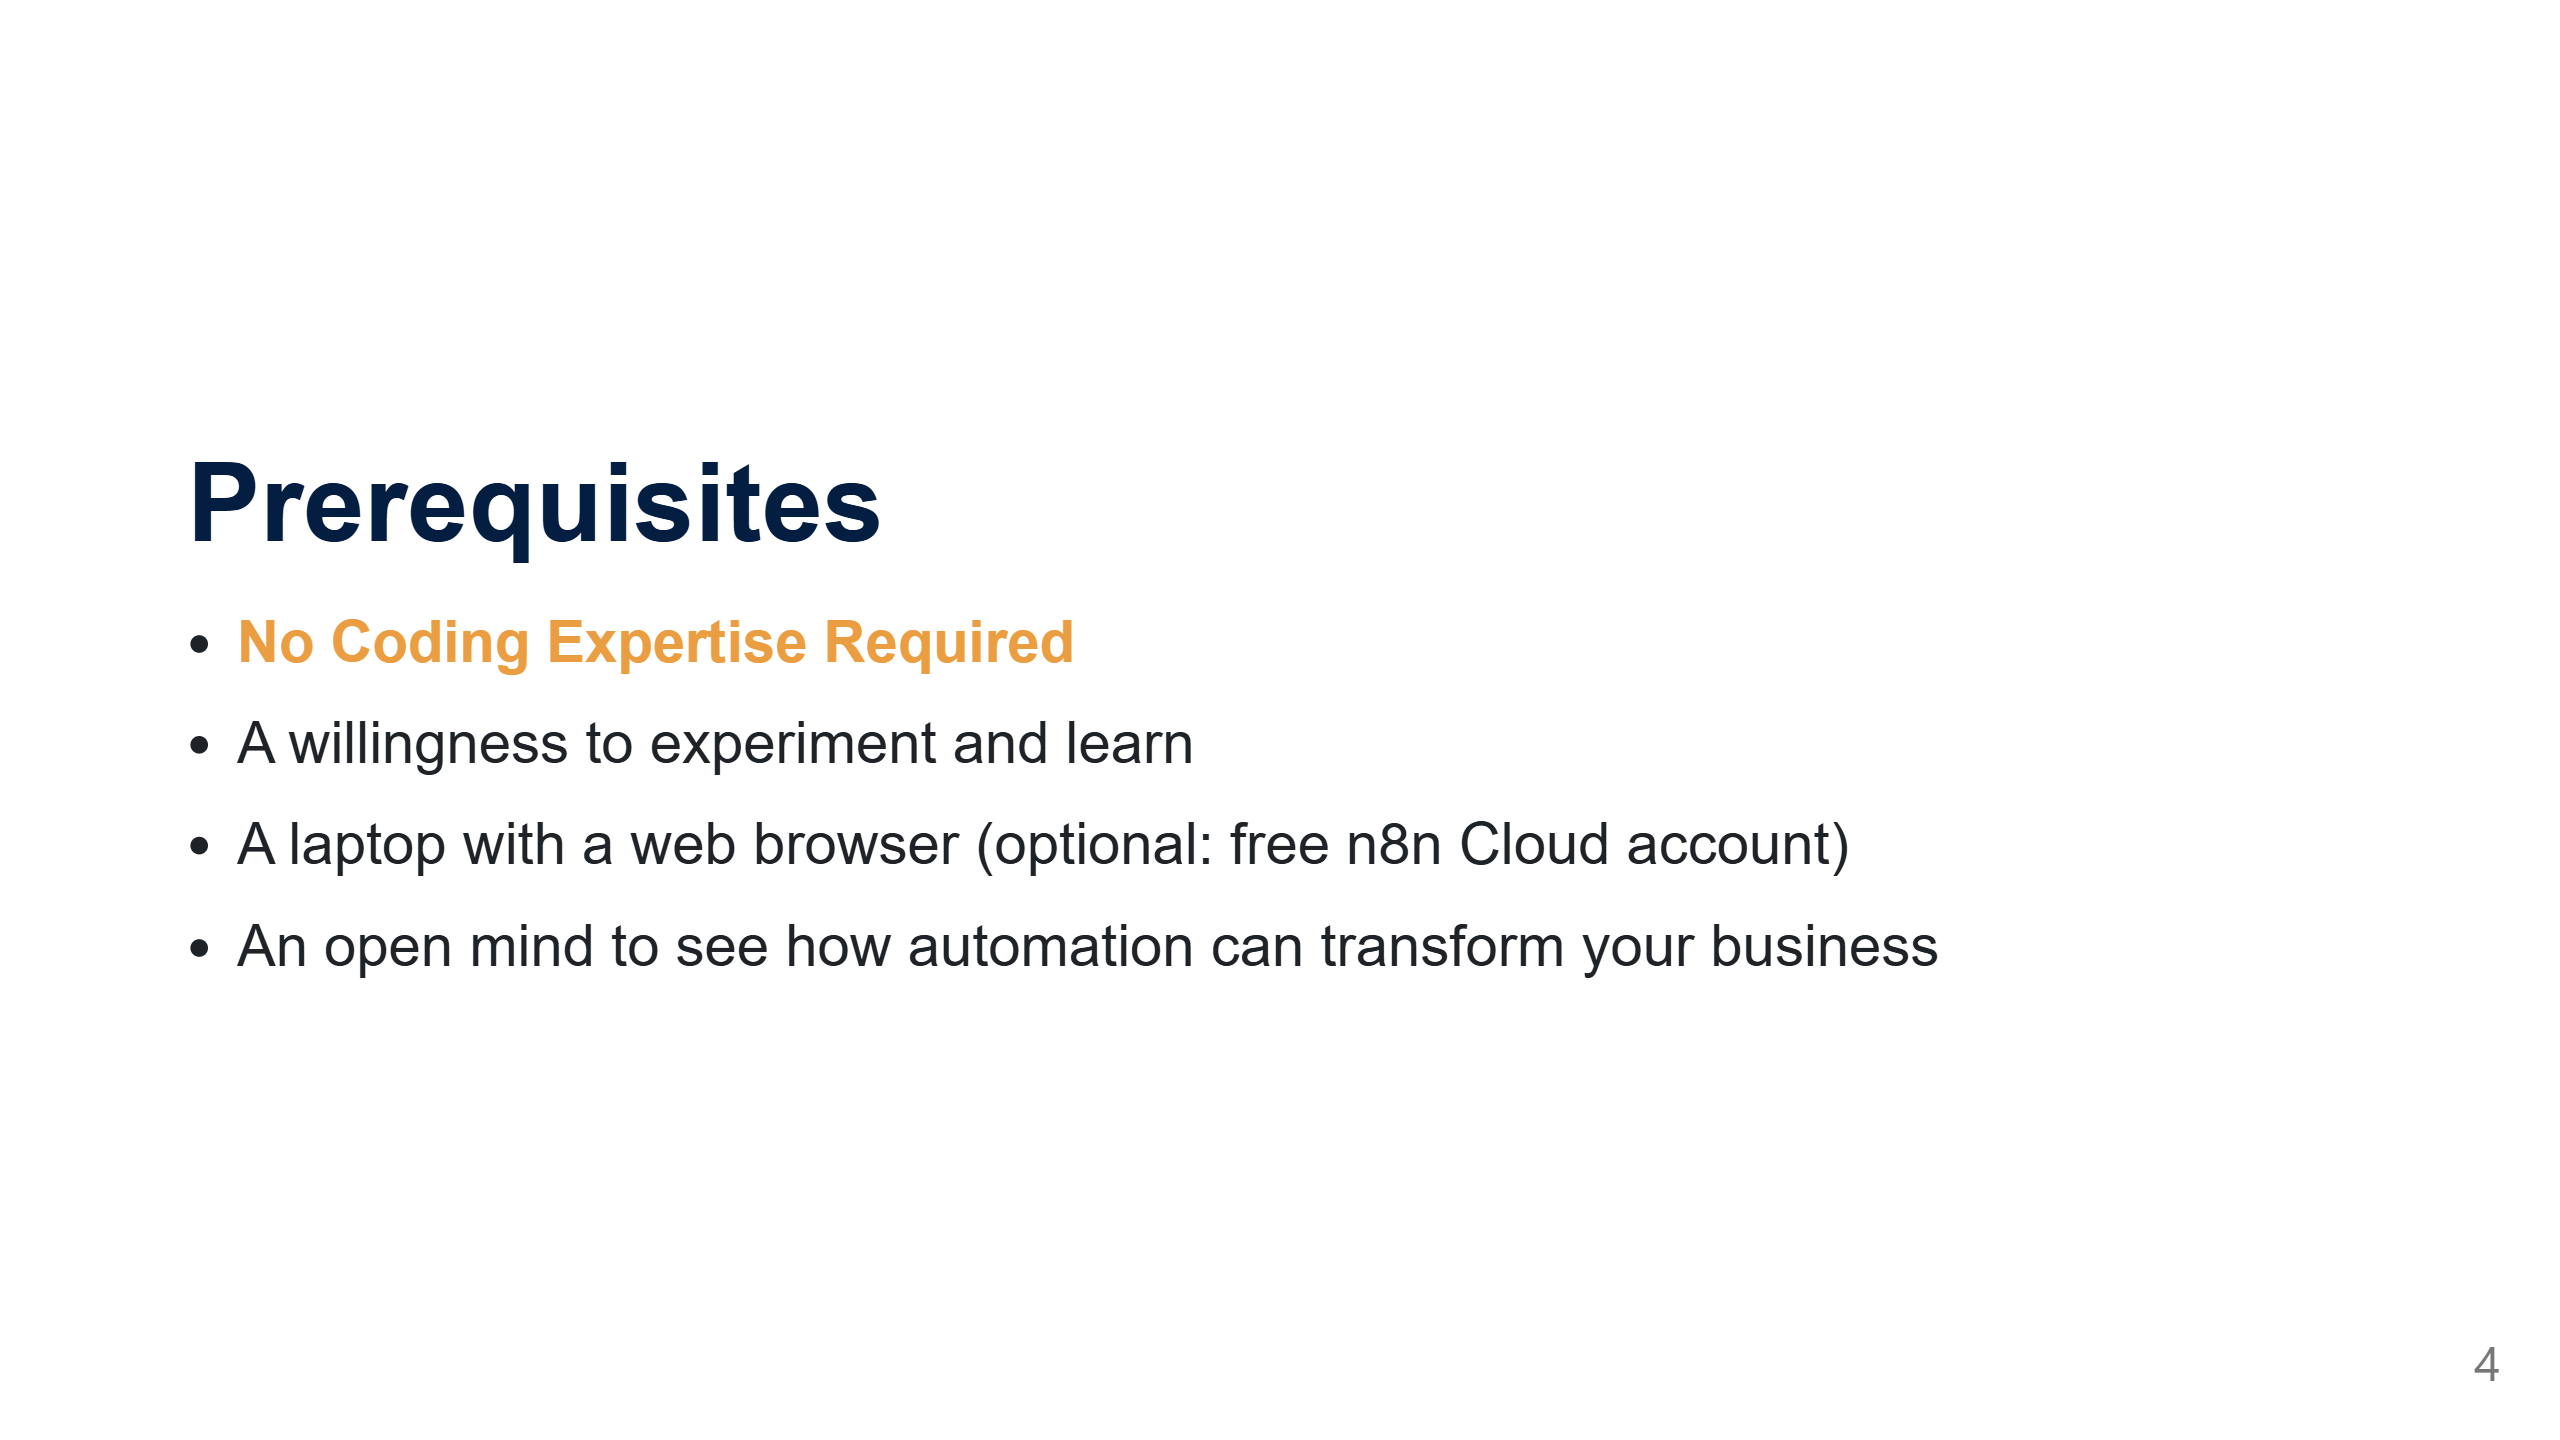 Prerequisites
• No Coding Expertise Required
• A willingness to experiment and learn
• A laptop with a web browser (optional: free n8n Cloud account)
• An open mind to see how automation can transform your business
4